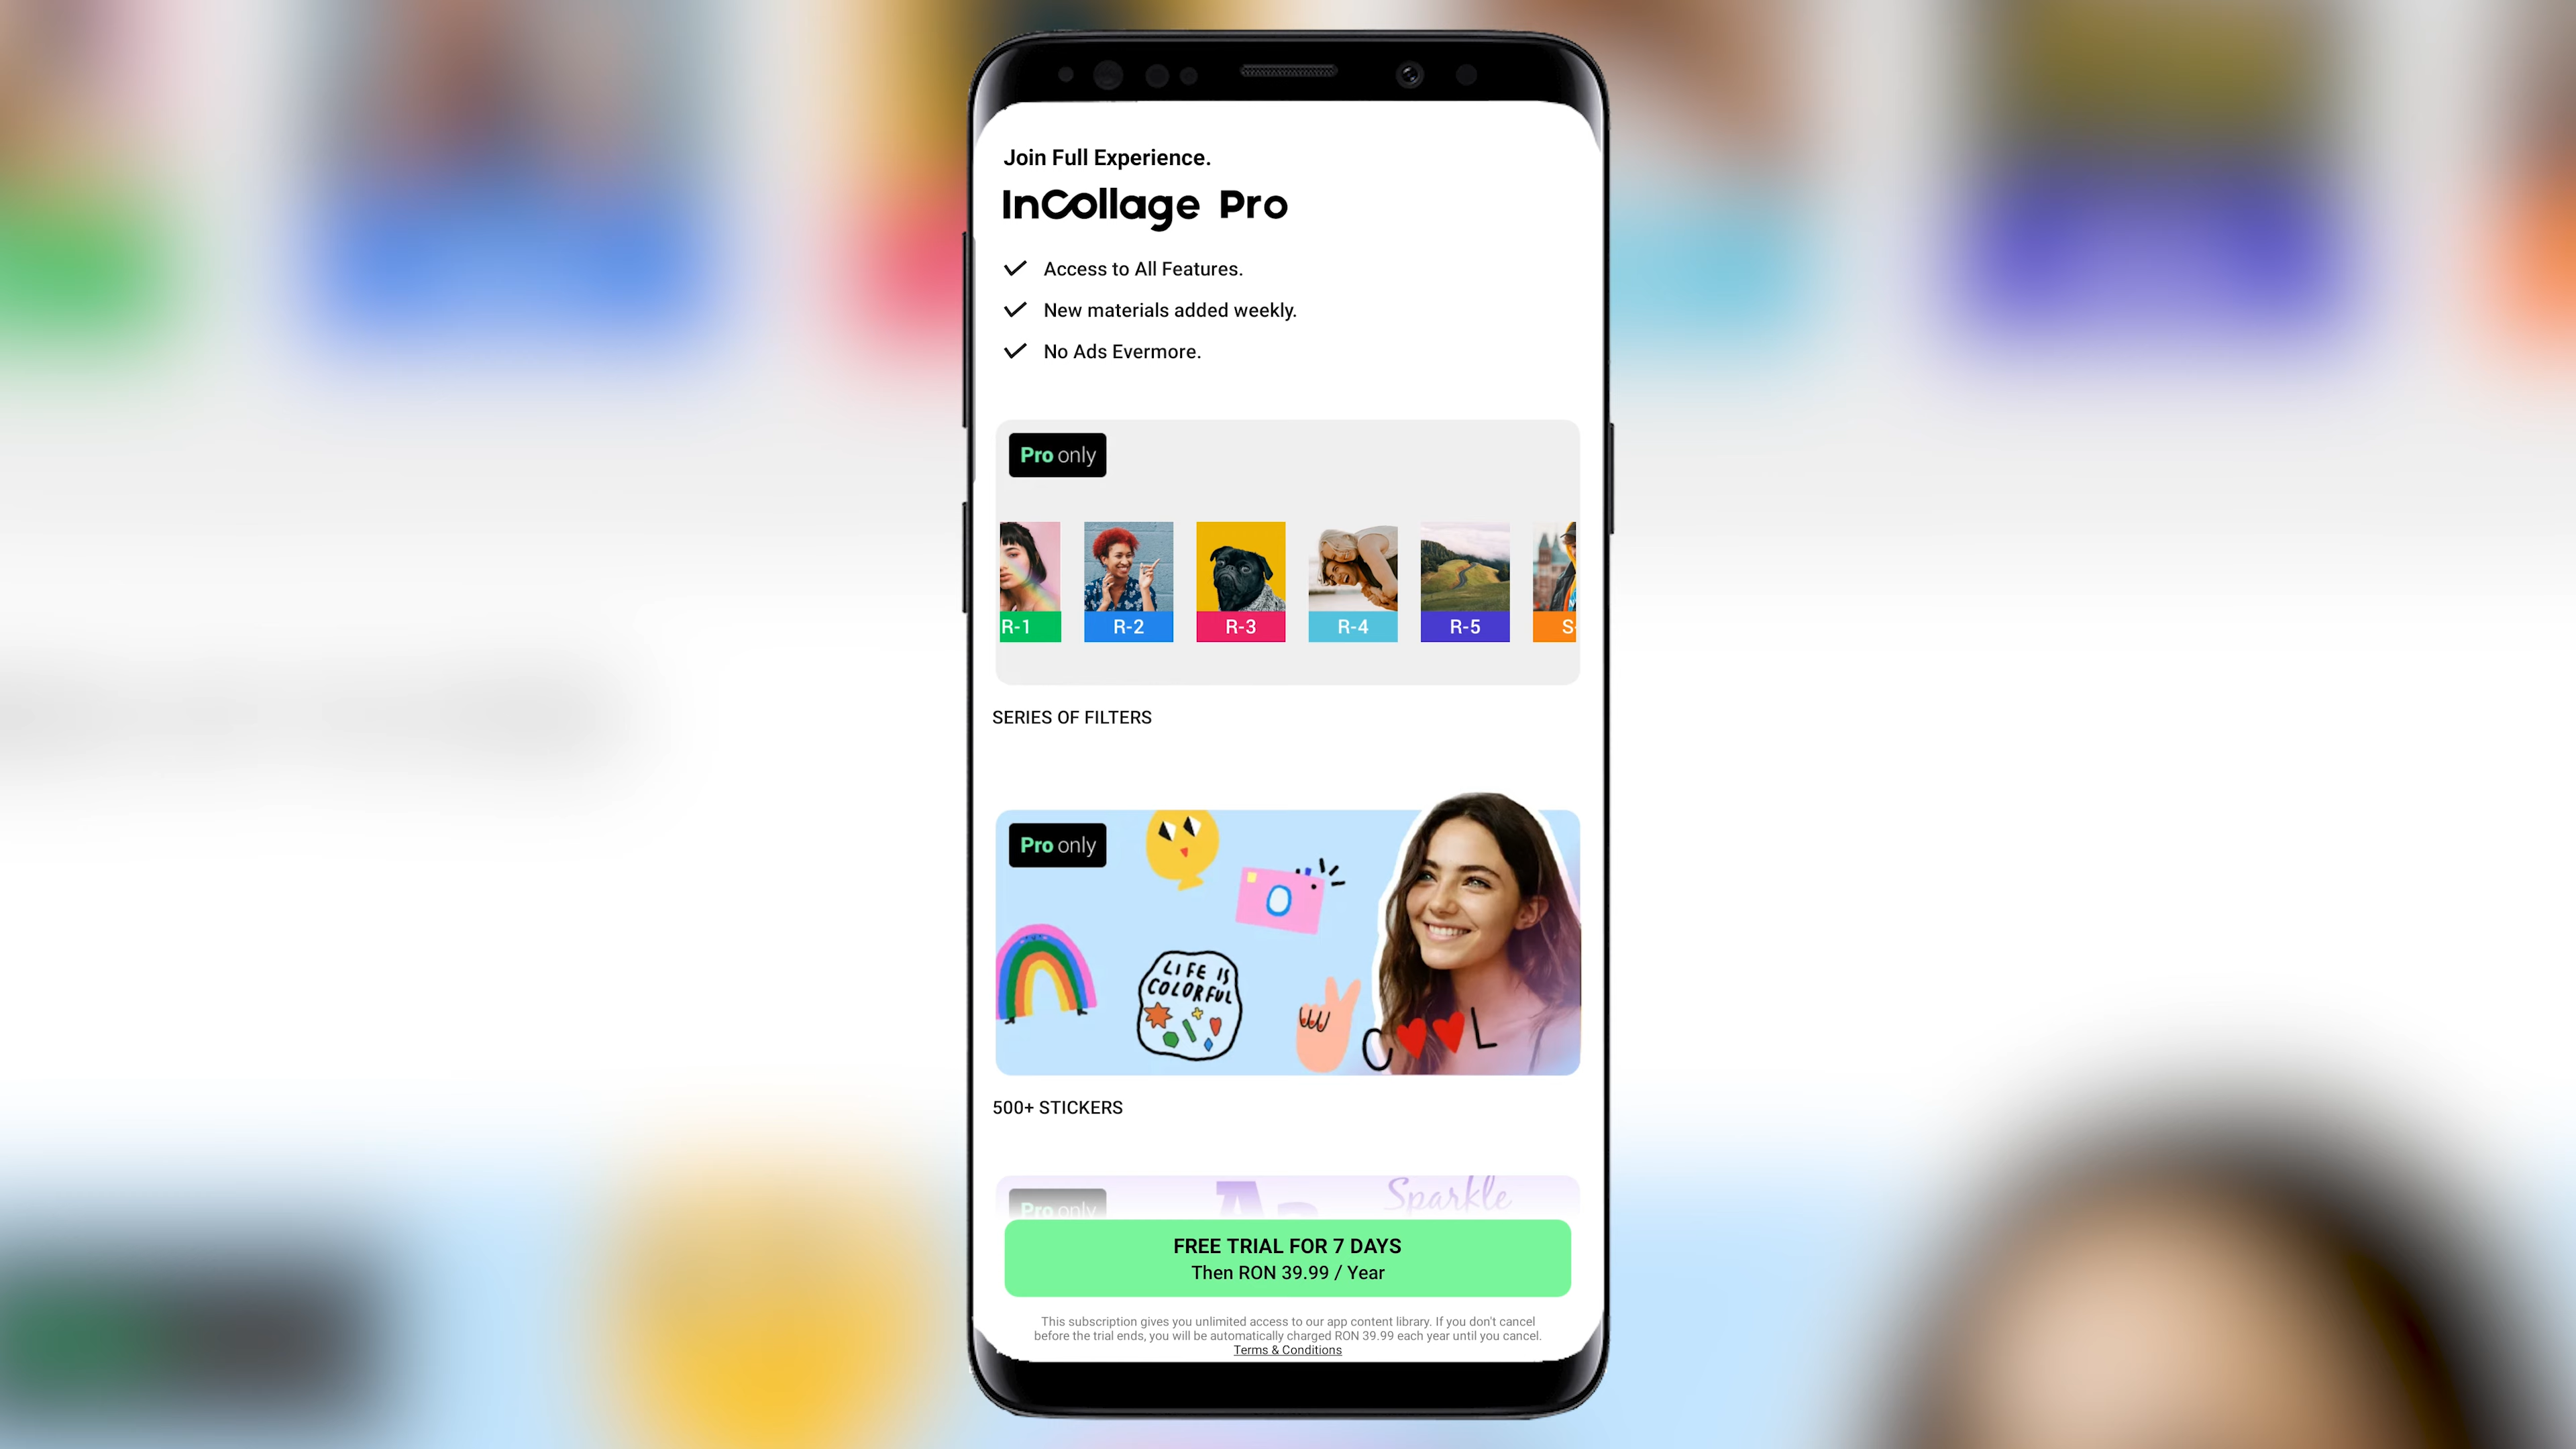 Join Full Experience.
InCollage Pro
Access to All Features.
New materials added weekly.
No Ads Evermore.
Pro only
R-1
R-2
R-3
R-4
R-5
S-
SERIES OF FILTERS
Pro only
LIFE IS
COLORFUL
C L
500+ STICKERS
Pro only
Sparkle
FREE TRIAL FOR 7 DAYS
Then RON 39.99 / Year
This subscription gives you unlimited access to our app content library. If you don't cancel
before the trial ends, you will be automatically charged RON 39.99 each year until you cancel.
Terms & Conditions